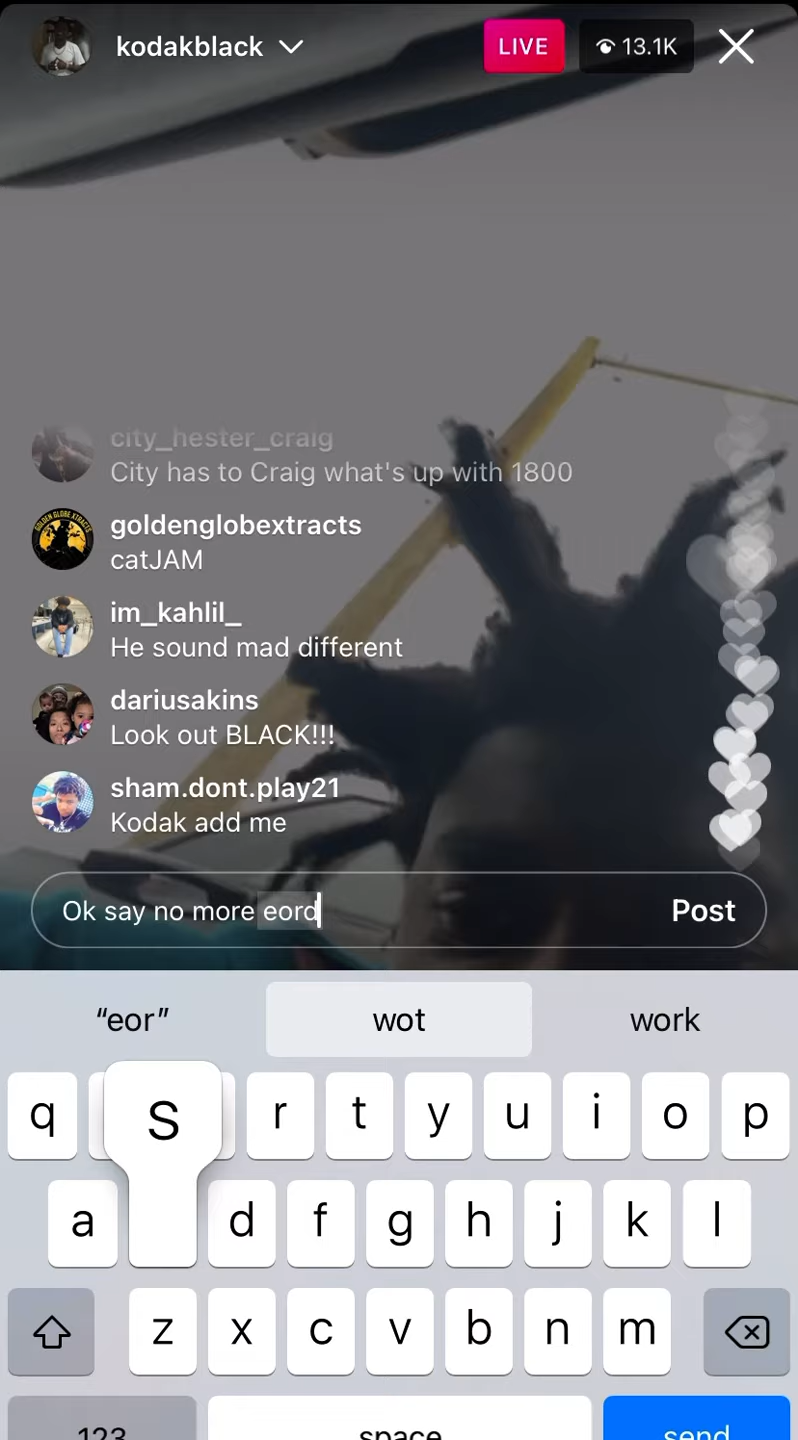 kodakblack
LIVE
13.1K
city_hester_craig
City has to Craig what's up with 1800
goldenglobextracts
catJAM
im_kahlil_
He sound mad different
dariusakins
Look out BLACK!!!
sham.dont.play21
Kodak add me
Ok say no more eord
Post
“eor” wot work
q s r t y u i o p
a d f g h j k l
z x c v b n m
123 space send